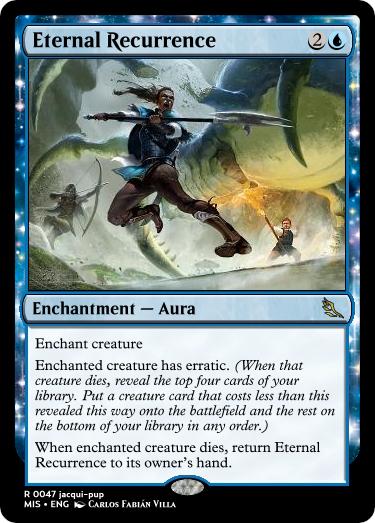 Eternal Recurrence 2
Enchantment — Aura
Enchant creature
Enchanted creature has erratic. (When that
creature dies, reveal the top four cards of your
library. Put a creature card that costs less than this
revealed this way onto the battlefield and the rest on
the bottom of your library in any order.)
When enchanted creature dies, return Eternal
Recurrence to its owner's hand.
R 0047 jacqui-pup
MIS • ENG Carlos Fabián Villa